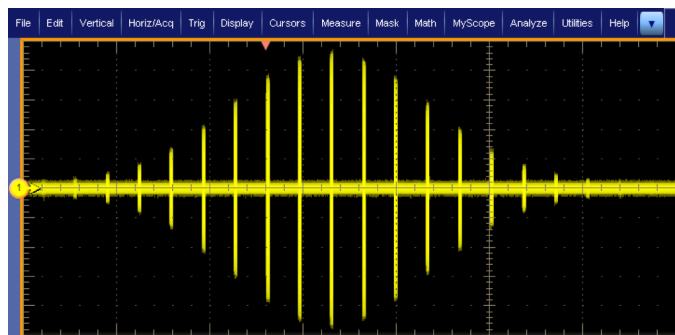 File Edit Vertical Horiz/Acq Trig Display Cursors Measure Mask Math MyScope Analyze Utilities Help
1